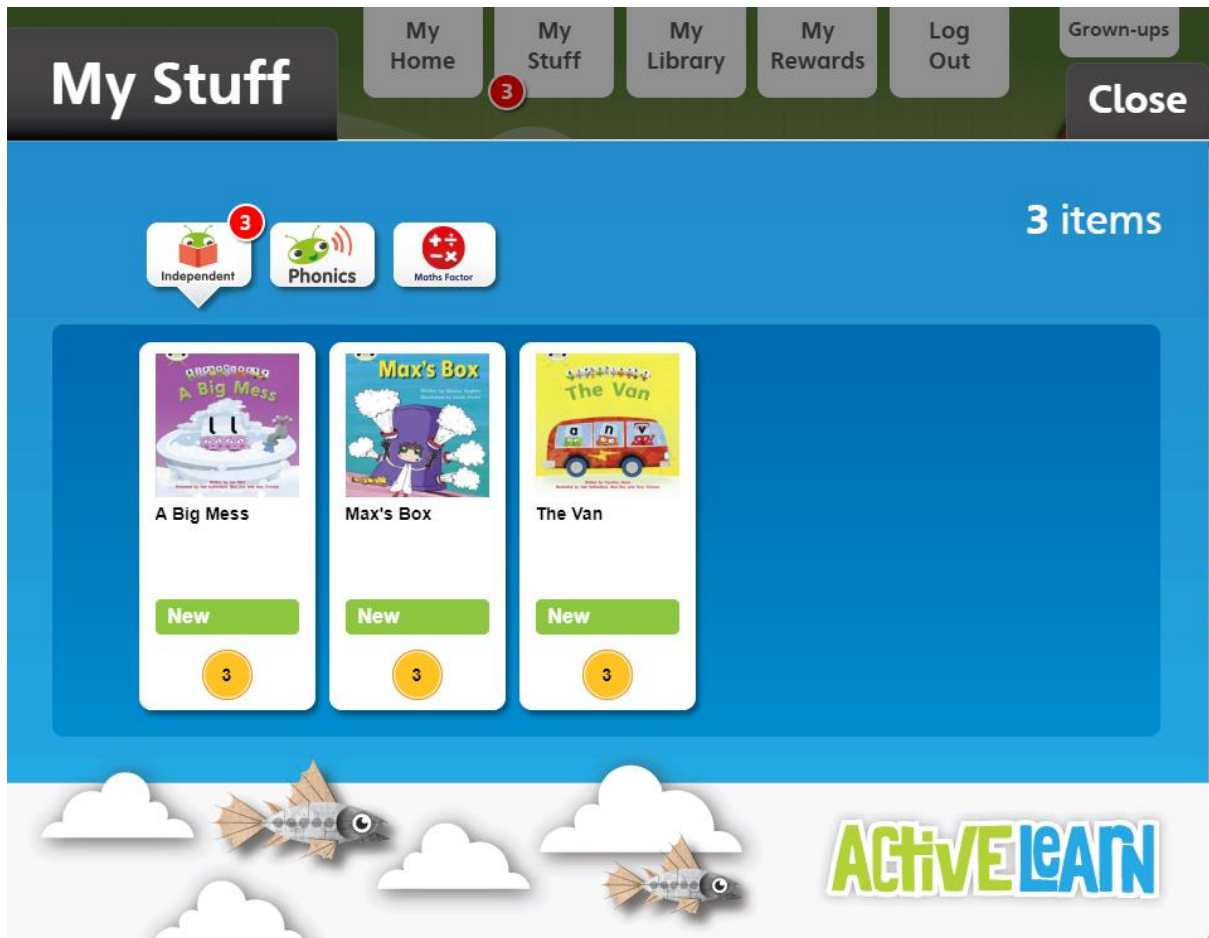 My Home
My Stuff
My Library
My Rewards
Log Out
Grown-ups
My Stuff
3
Close
3 items
3
Independent
Phonics
Maths Factor
A Big Mess
l l
Max's Box
The Van
a n v
A Big Mess
Max's Box
The Van
New
New
New
3
3
3
ACTIVE LEARN